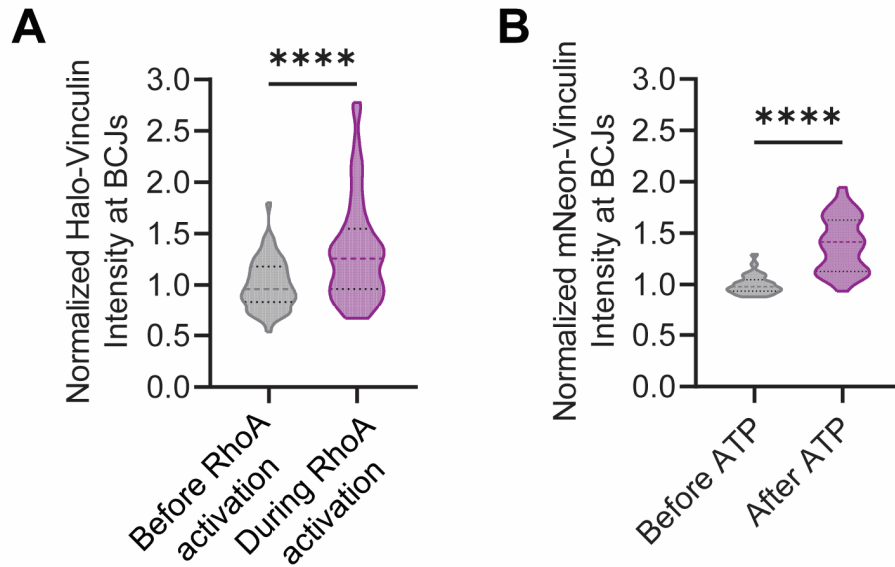 A
****
Normalized Halo-Vinculin
Intensity at BCJs
3.0
2.5
2.0
1.5
1.0
0.5
0.0
Before RhoA
activation
During RhoA
activation
B
****
Normalized mNeon-Vinculin
Intensity at BCJs
3.0
2.5
2.0
1.5
1.0
0.5
0.0
Before ATP
After ATP